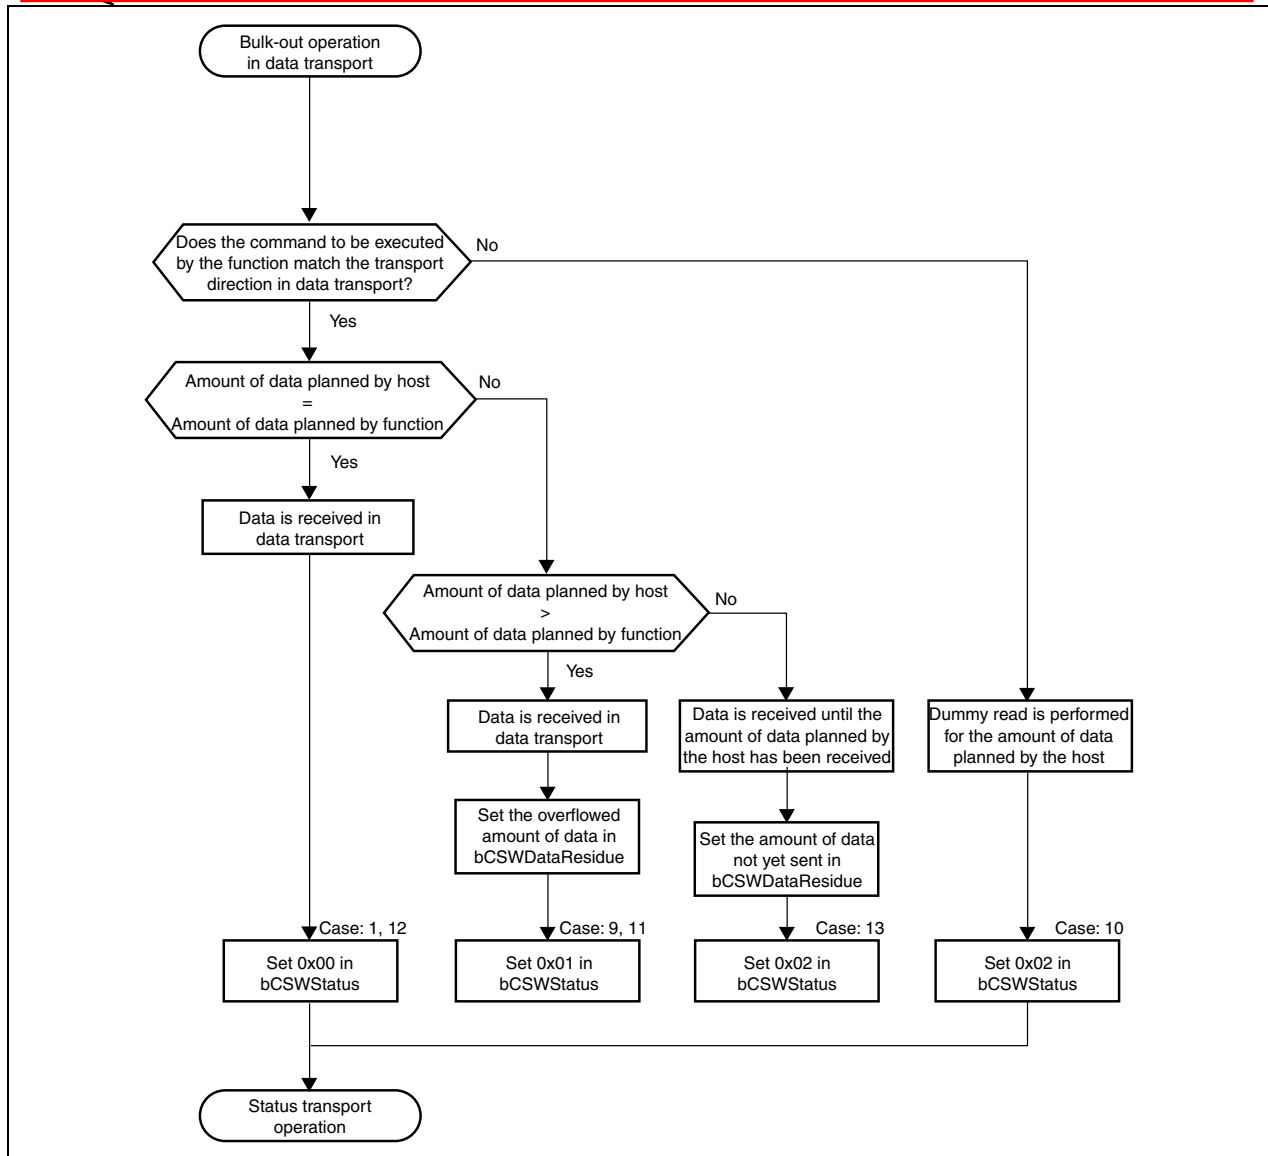 Bulk-out operation
in data transport
Does the command to be executed
by the function match the transport
direction in data transport?
No
Yes
Amount of data planned by host
=
Amount of data planned by function
No
Yes
Data is received in
data transport
Amount of data planned by host
>
Amount of data planned by function
No
Yes
Data is received in
data transport
Data is received until the
amount of data planned by
the host has been received
Dummy read is performed
for the amount of data
planned by the host
Set the overflowed
amount of data in
bCSWDataResidue
Set the amount of data
not yet sent in
bCSWDataResidue
Case: 1, 12
Case: 9, 11
Case: 13
Case: 10
Set 0x00 in
bCSWStatus
Set 0x01 in
bCSWStatus
Set 0x02 in
bCSWStatus
Set 0x02 in
bCSWStatus
Status transport
operation